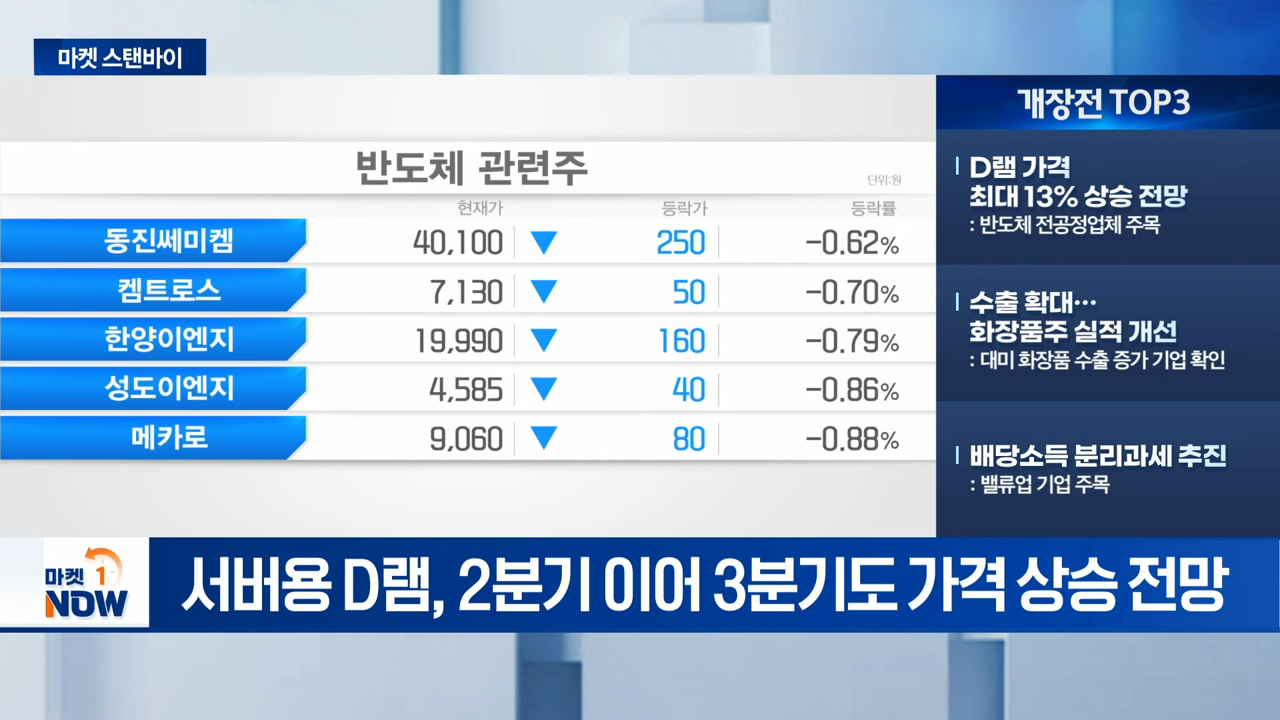 마켓 스탠바이
반도체 관련주
단위:원
현재가 등락가 등락률
동진쎄미켐 40,100 ▼ 250 -0.62%
켐트로스 7,130 ▼ 50 -0.70%
한양이엔지 19,990 ▼ 160 -0.79%
성도이엔지 4,585 ▼ 40 -0.86%
메카로 9,060 ▼ 80 -0.88%
개장전 TOP3
D램 가격
최대 13% 상승 전망
: 반도체 전공정업체 주목
수출 확대…
화장품주 실적 개선
: 대미 화장품 수출 증가 기업 확인
배당소득 분리과세 추진
: 밸류업 기업 주목
마켓 1
NOW
서버용 D램, 2분기 이어 3분기도 가격 상승 전망